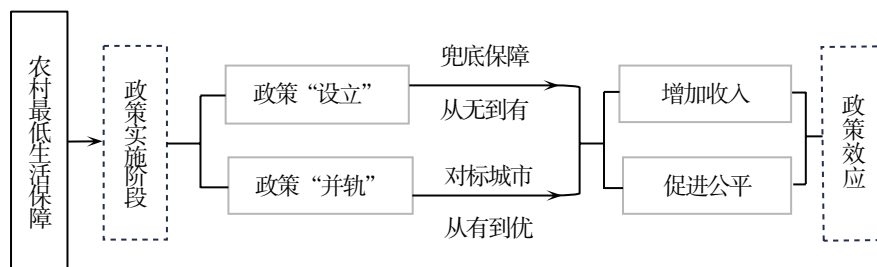 农村最低生活保障
政策实施阶段
政策“设立”
兜底保障
从无到有
政策“并轨”
对标城市
从有到优
增加收入
促进公平
政策效应